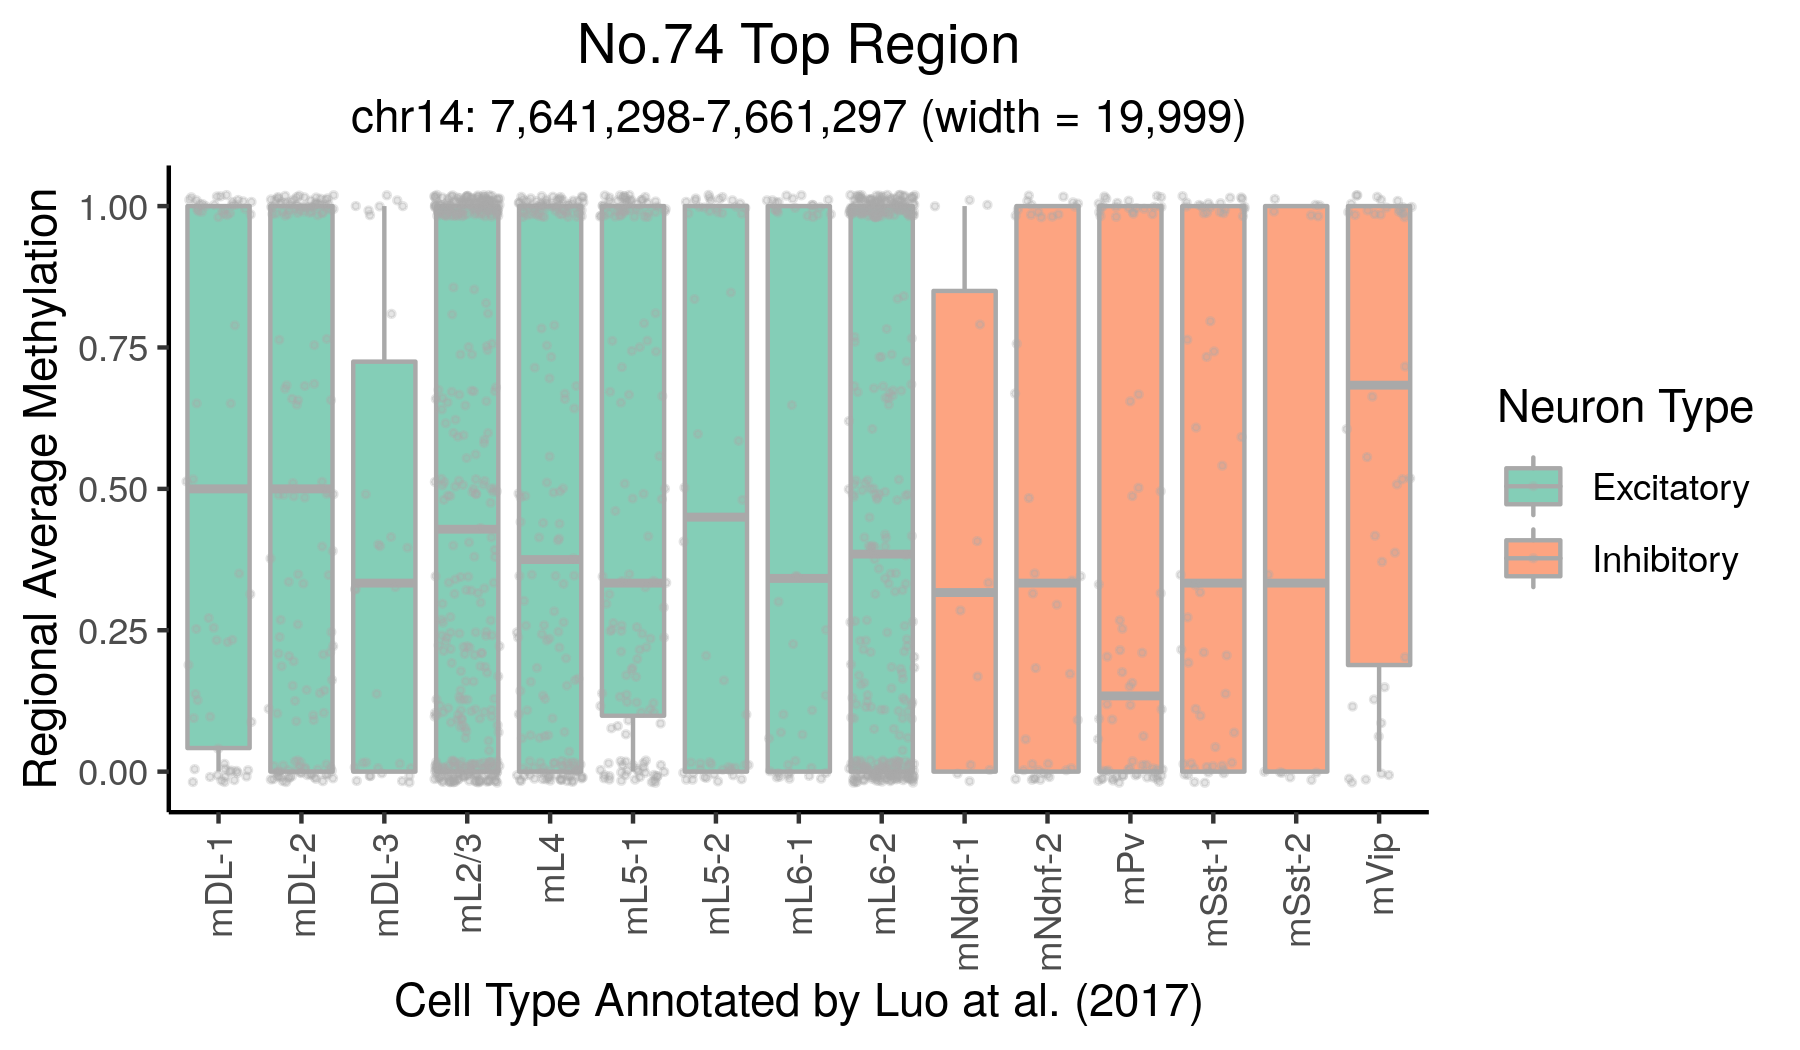 No.74 Top Region
chr14: 7,641,298-7,661,297 (width = 19,999)
Regional Average Methylation
1.00
0.75
0.50
0.25
0.00
mDL-1
mDL-2
mDL-3
mL2/3
mL4
mL5-1
mL5-2
mL6-1
mL6-2
mNdnf-1
mNdnf-2
mPv
mSst-1
mSst-2
mVip
Cell Type Annotated by Luo at al. (2017)
Neuron Type
Excitatory
Inhibitory